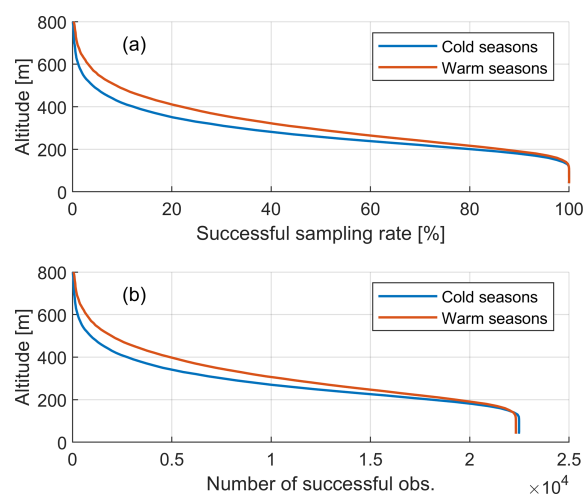 800
600
400
200
0
Altitude [m]
(a)
Cold seasons
Warm seasons
0 20 40 60 80 100
Successful sampling rate [%]
800
600
400
200
0
Altitude [m]
(b)
Cold seasons
Warm seasons
0 0.5 1 1.5 2 2.5
×10⁴
Number of successful obs.